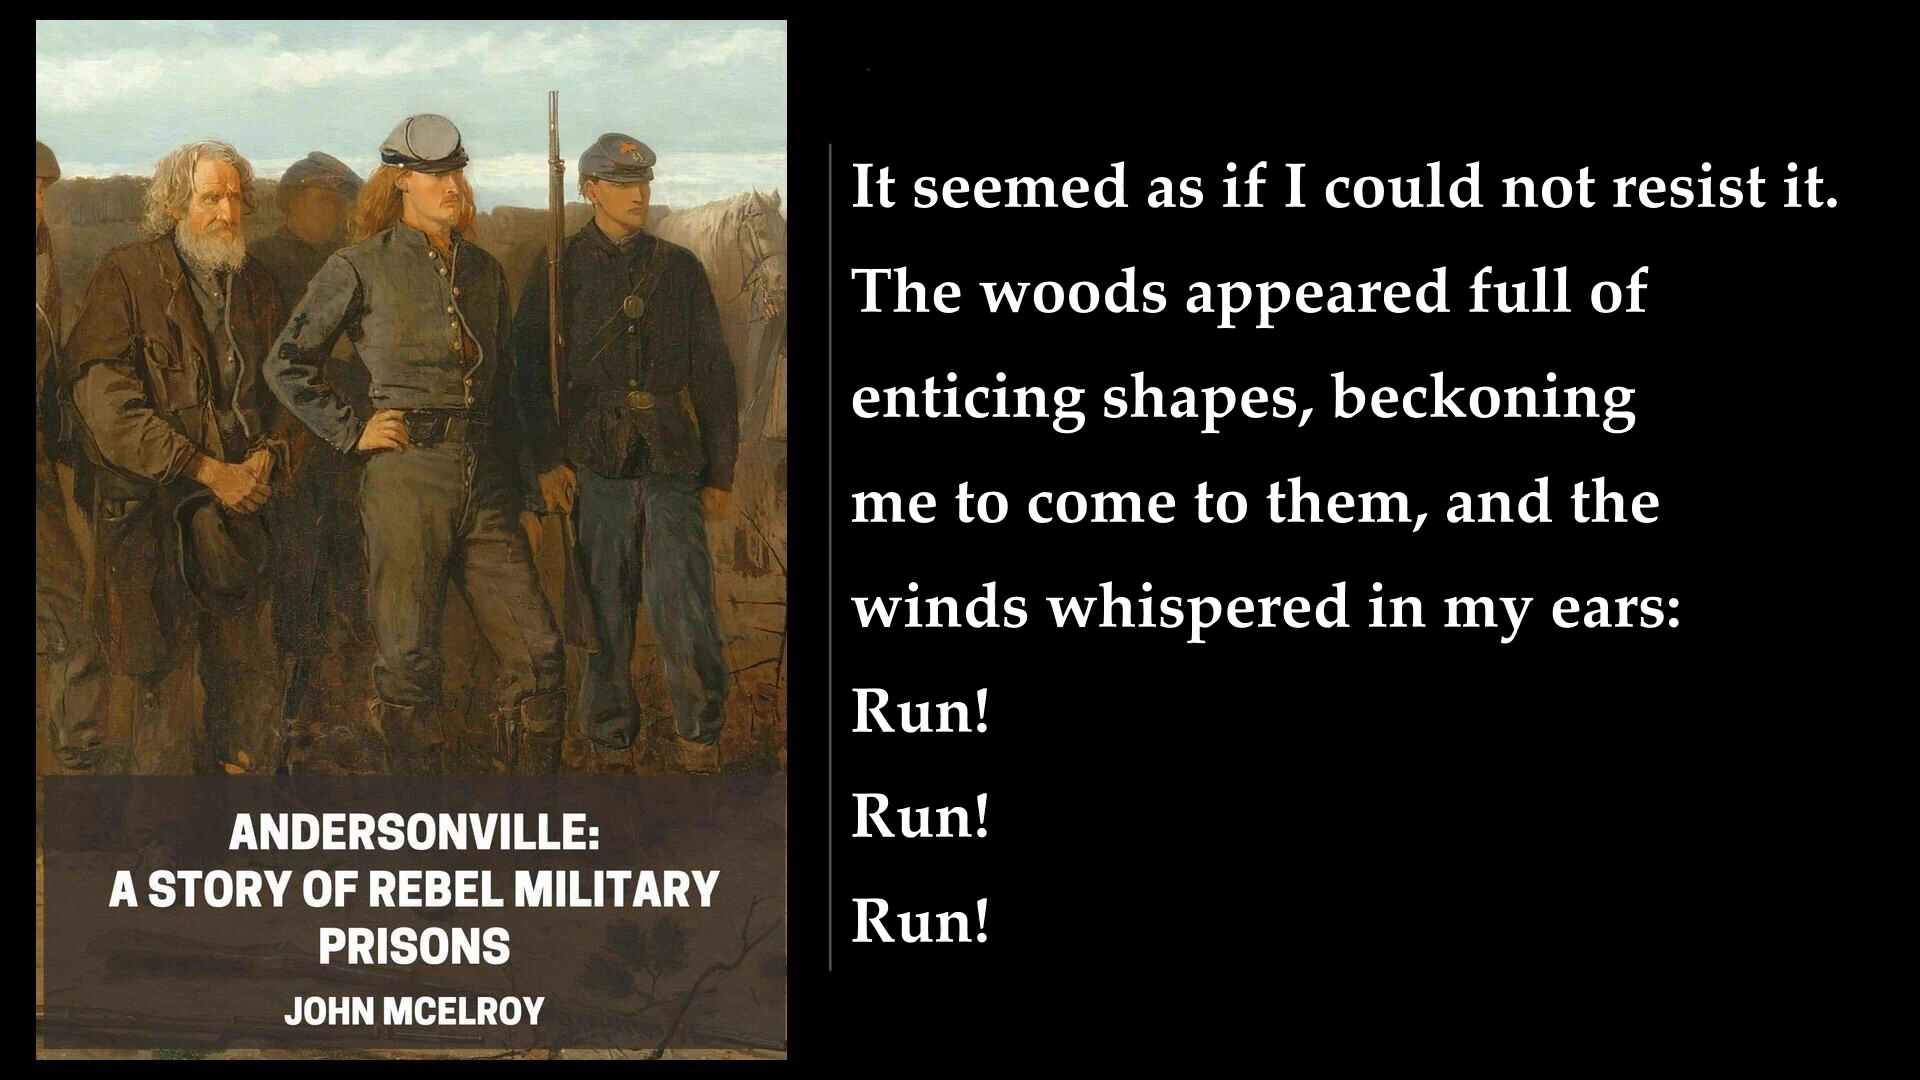 ANDERSONVILLE:
A STORY OF REBEL MILITARY
PRISONS
JOHN MCELROY
It seemed as if I could not resist it.
The woods appeared full of
enticing shapes, beckoning
me to come to them, and the
winds whispered in my ears:
Run!
Run!
Run!